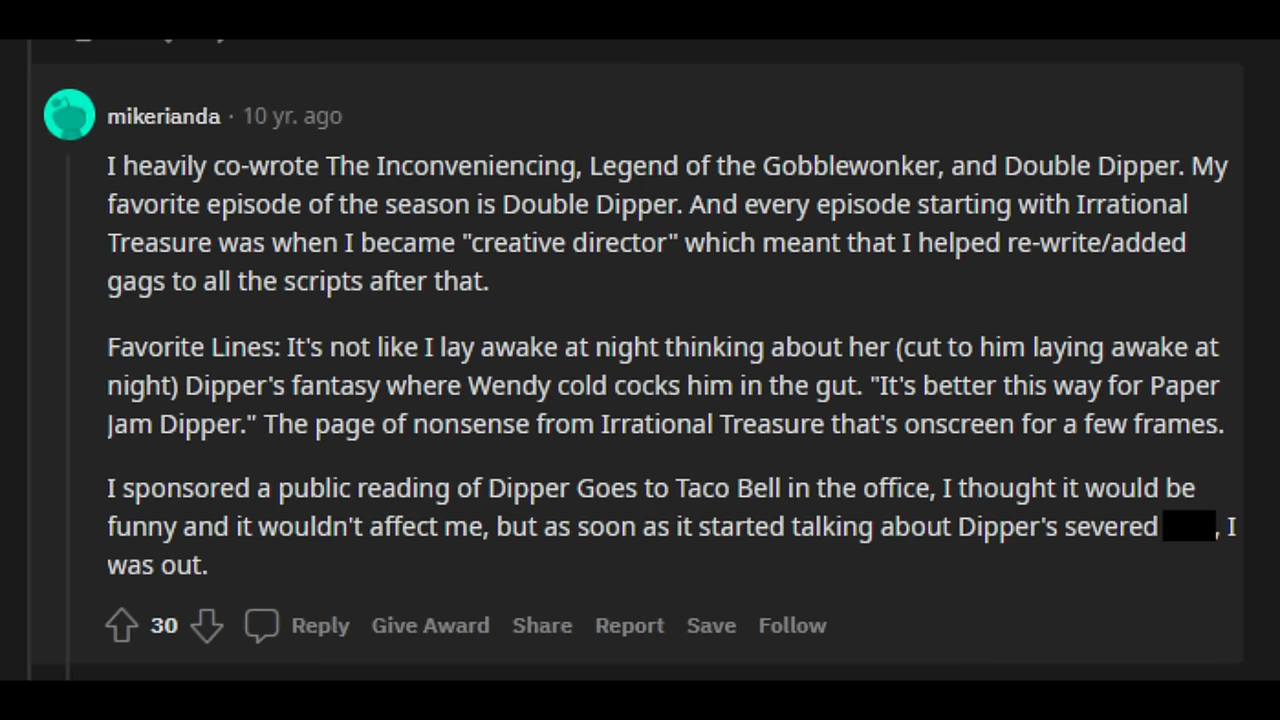 mikerianda · 10 yr. ago
I heavily co-wrote The Inconveniencing, Legend of the Gobblewonker, and Double Dipper. My
favorite episode of the season is Double Dipper. And every episode starting with Irrational
Treasure was when I became "creative director" which meant that I helped re-write/added
gags to all the scripts after that.
Favorite Lines: It's not like I lay awake at night thinking about her (cut to him laying awake at
night) Dipper's fantasy where Wendy cold cocks him in the gut. "It's better this way for Paper
Jam Dipper." The page of nonsense from Irrational Treasure that's onscreen for a few frames.
I sponsored a public reading of Dipper Goes to Taco Bell in the office, I thought it would be
funny and it wouldn't affect me, but as soon as it started talking about Dipper's severed , I
was out.
30 Reply Give Award Share Report Save Follow